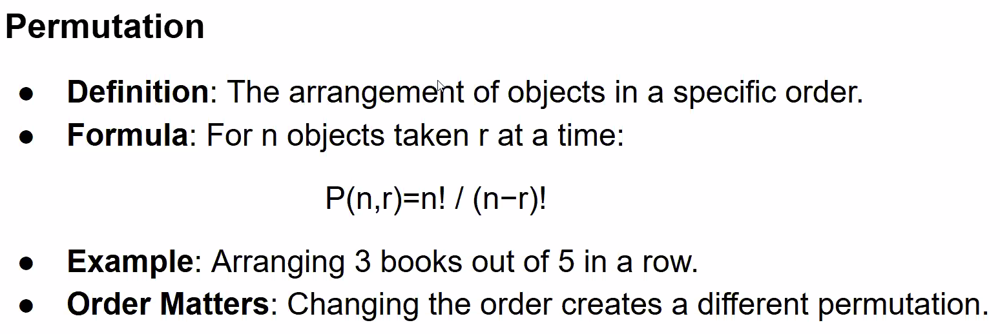 Permutation
● Definition: The arrangement of objects in a specific order.
● Formula: For n objects taken r at a time:
P(n,r)=n! / (n−r)!
● Example: Arranging 3 books out of 5 in a row.
● Order Matters: Changing the order creates a different permutation.